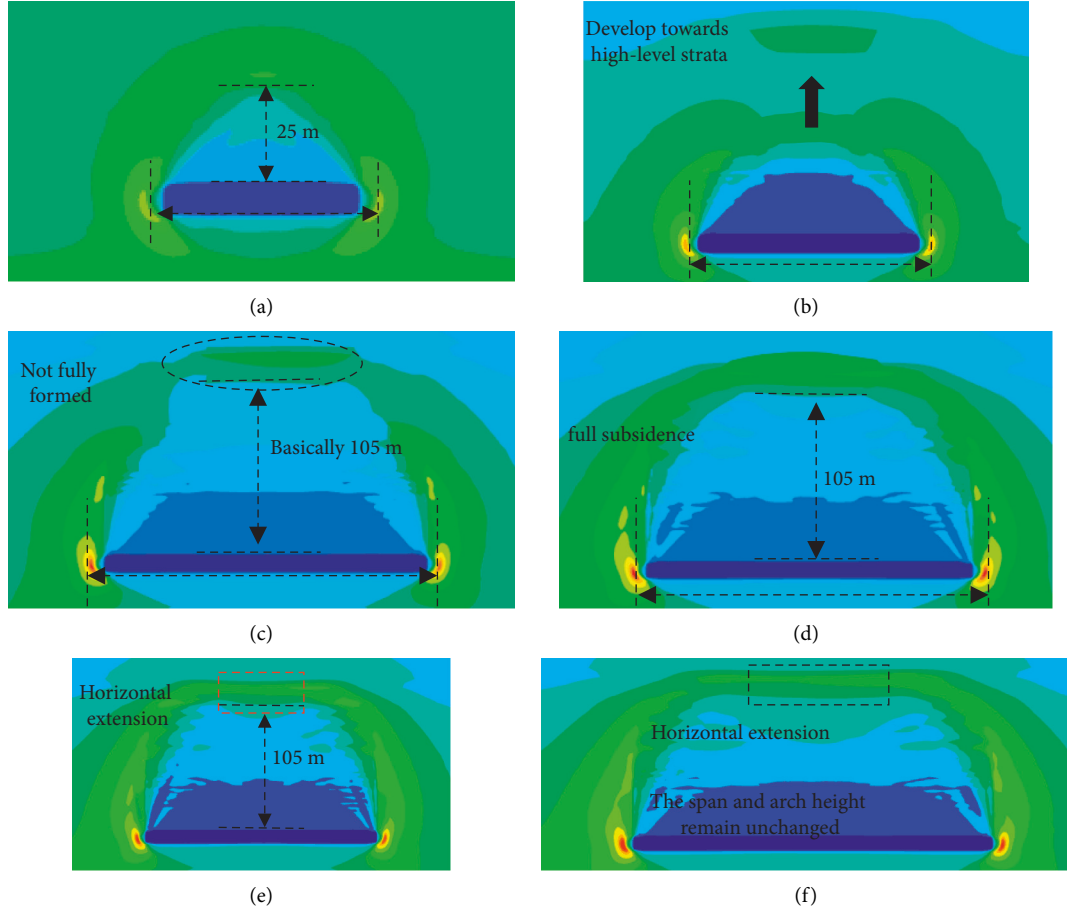 25 m
(a)
Develop towards
high-level strata
(b)
Not fully
formed
Basically 105 m
(c)
full subsidence
105 m
(d)
Horizontal
extension
105 m
(e)
Horizontal extension
The span and arch height
remain unchanged
(f)